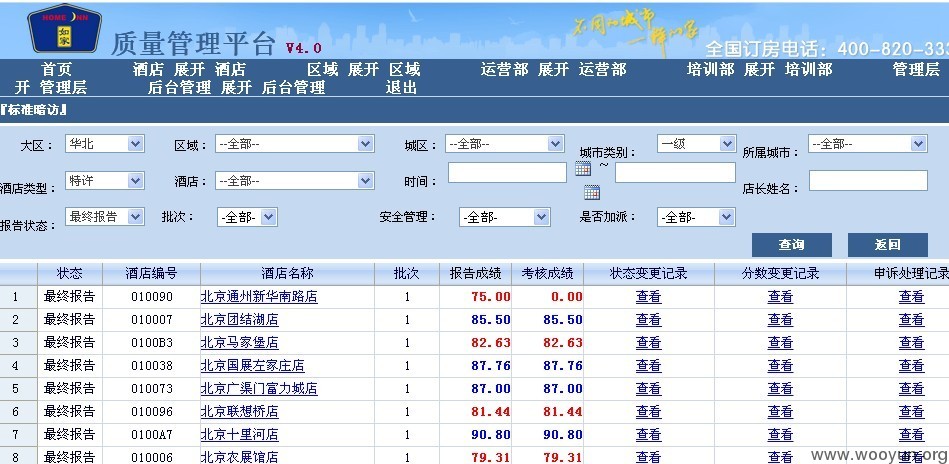 HOME INN
如家
质量管理平台 V4.0
不同的城市 一样的家
全国订房电话：400-820-333
首页 酒店 展开 酒店 区域 展开 区域 运营部 展开 运营部 培训部 展开 培训部 管理层
开 管理层 后台管理 展开 后台管理 退出
『标准暗访』
大区： 华北 区域： --全部-- 城区： --全部-- 城市类别： 一级 所属城市： --全部--
酒店类型： 特许 酒店： --全部-- 时间： ~ 店长姓名：
报告状态： 最终报告 批次： -全部- 安全管理： -全部- 是否加派： -全部-
查询 返回
状态 酒店编号 酒店名称 批次 报告成绩 考核成绩 状态变更记录 分数变更记录 申诉处理记录
1 最终报告 010090 北京通州新华南路店 1 75.00 0.00 查看 查看 查看
2 最终报告 010007 北京团结湖店 1 85.50 85.50 查看 查看 查看
3 最终报告 0100B3 北京马家堡店 1 82.63 82.63 查看 查看 查看
4 最终报告 010038 北京国展左家庄店 1 87.76 87.76 查看 查看 查看
5 最终报告 010073 北京广渠门富力城店 1 87.00 87.00 查看 查看 查看
6 最终报告 010096 北京联想桥店 1 81.44 81.44 查看 查看 查看
7 最终报告 0100A7 北京十里河店 1 90.80 90.80 查看 查看 查看
8 最终报告 010006 北京农展馆店 1 79.31 79.31 查看 查看 查看
www.wooyun.org